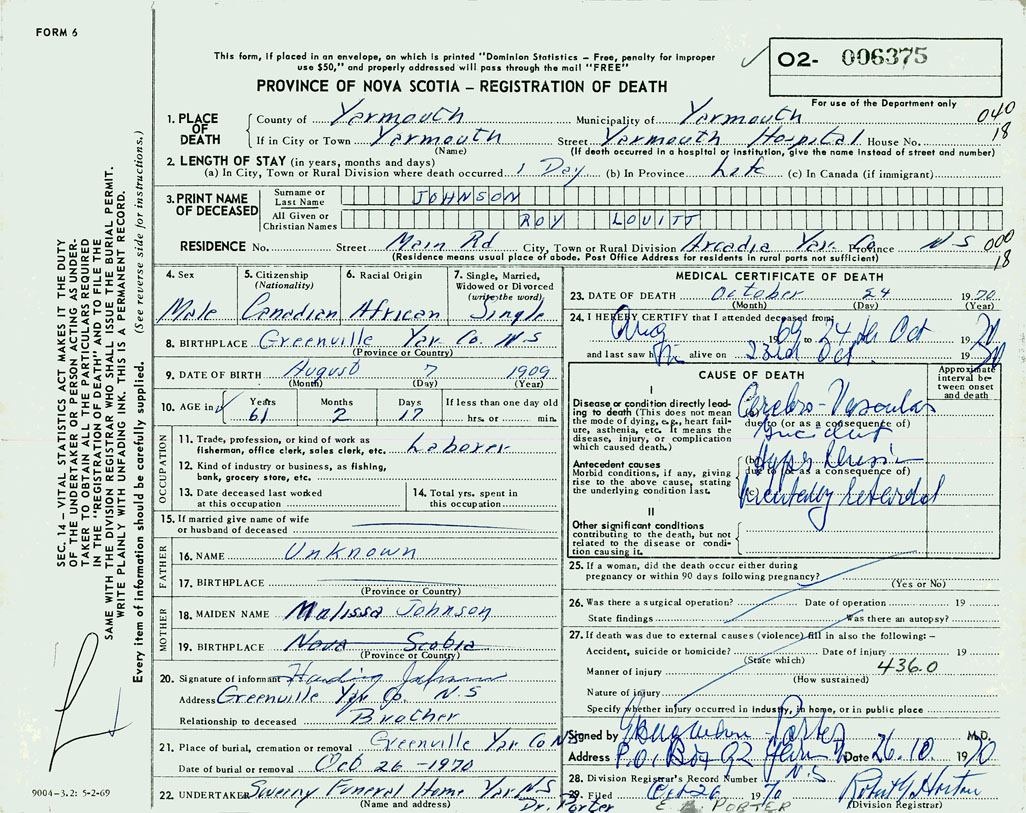 FORM 6
This form, if placed in an envelope, on which is printed "Dominion Statistics – Free, penalty for improper
use $50," and properly addressed will pass through the mail "FREE"
O2- 006375
PROVINCE OF NOVA SCOTIA – REGISTRATION OF DEATH
For use of the Department only
1. PLACE OF DEATH
County of Yarmouth Municipality of Yarmouth 040
If in City or Town Yarmouth Street Yarmouth Hospital House No. 18
(Name) (If death occurred in a hospital or institution, give the name instead of street and number)
2. LENGTH OF STAY (in years, months and days)
(a) In City, Town or Rural Division where death occurred 1 Day (b) In Province Life (c) In Canada (if immigrant)
3. PRINT NAME OF DECEASED
Surname or Last Name JOHNSON
All Given or Christian Names ROY LOUITT
RESIDENCE No. Street Main Rd City, Town or Rural Division Arcadia Yar. Co Province N S 000
(Residence means usual place of abode. Post Office Address for residents in rural parts not sufficient) 18
4. Sex Male
5. Citizenship (Nationality) Canadian
6. Racial Origin African
7. Single, Married, Widowed or Divorced (write the word) Single
8. BIRTHPLACE Greenville Yar Co. N.S
(Province or Country)
9. DATE OF BIRTH August 7 1909
(Month) (Day) (Year)
10. AGE in Years 61 Months 2 Days 17 If less than one day old hrs. or min.
OCCUPATION
11. Trade, profession, or kind of work as
fisherman, office clerk, sales clerk, etc. Laborer
12. Kind of industry or business, as fishing,
bank, grocery store, etc.
13. Date deceased last worked
at this occupation
14. Total yrs. spent in
this occupation
15. If married give name of wife
or husband of deceased
FATHER
16. NAME Unknown
17. BIRTHPLACE
(Province or Country)
MOTHER
18. MAIDEN NAME Malissa Johnson
19. BIRTHPLACE Nova Scotia
(Province or Country)
20. Signature of informant Harding Johnson
Address Greenville Yar Co. N.S
Relationship to deceased Brother
21. Place of burial, cremation or removal Greenville Yar Co N S
Date of burial or removal Oct 26 - 1970
22. UNDERTAKER Sweeny Funeral Home Yar N S
(Name and address) Dr. Porter
MEDICAL CERTIFICATE OF DEATH
23. DATE OF DEATH October 24 1970
(Month) (Day) (Year)
24. I HEREBY CERTIFY that I attended deceased from:
Aug 1969 to 24th Oct 1970
and last saw him alive on 23rd Oct. 1970
CAUSE OF DEATH
Approximate interval between onset and death
I
Disease or condition directly leading to death (This does not mean the mode of dying, e.g., heart failure, asthenia, etc. It means the disease, injury, or complication which caused death.)
Cerebro-Vascular
due to (or as a consequence of)
accident
Antecedent causes
Morbid conditions, if any, giving rise to the above cause, stating the underlying condition last.
(b) Hypertension
due to (or as a consequence of)
(c) Mentally retarded
II
Other significant conditions
contributing to the death, but not related to the disease or condition causing it.
25. If a woman, did the death occur either during
pregnancy or within 90 days following pregnancy?
(Yes or No)
26. Was there a surgical operation? Date of operation 19
State findings Was there an autopsy?
27. If death was due to external causes (violence) fill in also the following:–
Accident, suicide or homicide? Date of injury 19
(State which)
Manner of injury 436.0
(How sustained)
Nature of injury
Specify whether injury occurred in industry, in home, or in public place
Signed by Porter M.D.
Address P.O. Box 92 Date 26.10. 1970
N.S
28. Division Registrar's Record Number
29. Filed Oct 26 1970 Robert Y. Horton
E. PORTER (Division Registrar)
SEC. 14 – VITAL STATISTICS ACT MAKES IT THE DUTY
OF THE UNDERTAKER OR PERSON ACTING AS UNDERTAKER
TO OBTAIN ALL THE PARTICULARS REQUIRED
IN THE "REGISTRATION OF DEATH" AND TO FILE THE
SAME WITH THE DIVISION REGISTRAR WHO SHALL ISSUE THE BURIAL PERMIT.
WRITE PLAINLY WITH UNFADING INK. THIS IS A PERMANENT RECORD.
Every item of information should be carefully supplied. (See reverse side for instructions.)
9004-3.2: 5-2-69